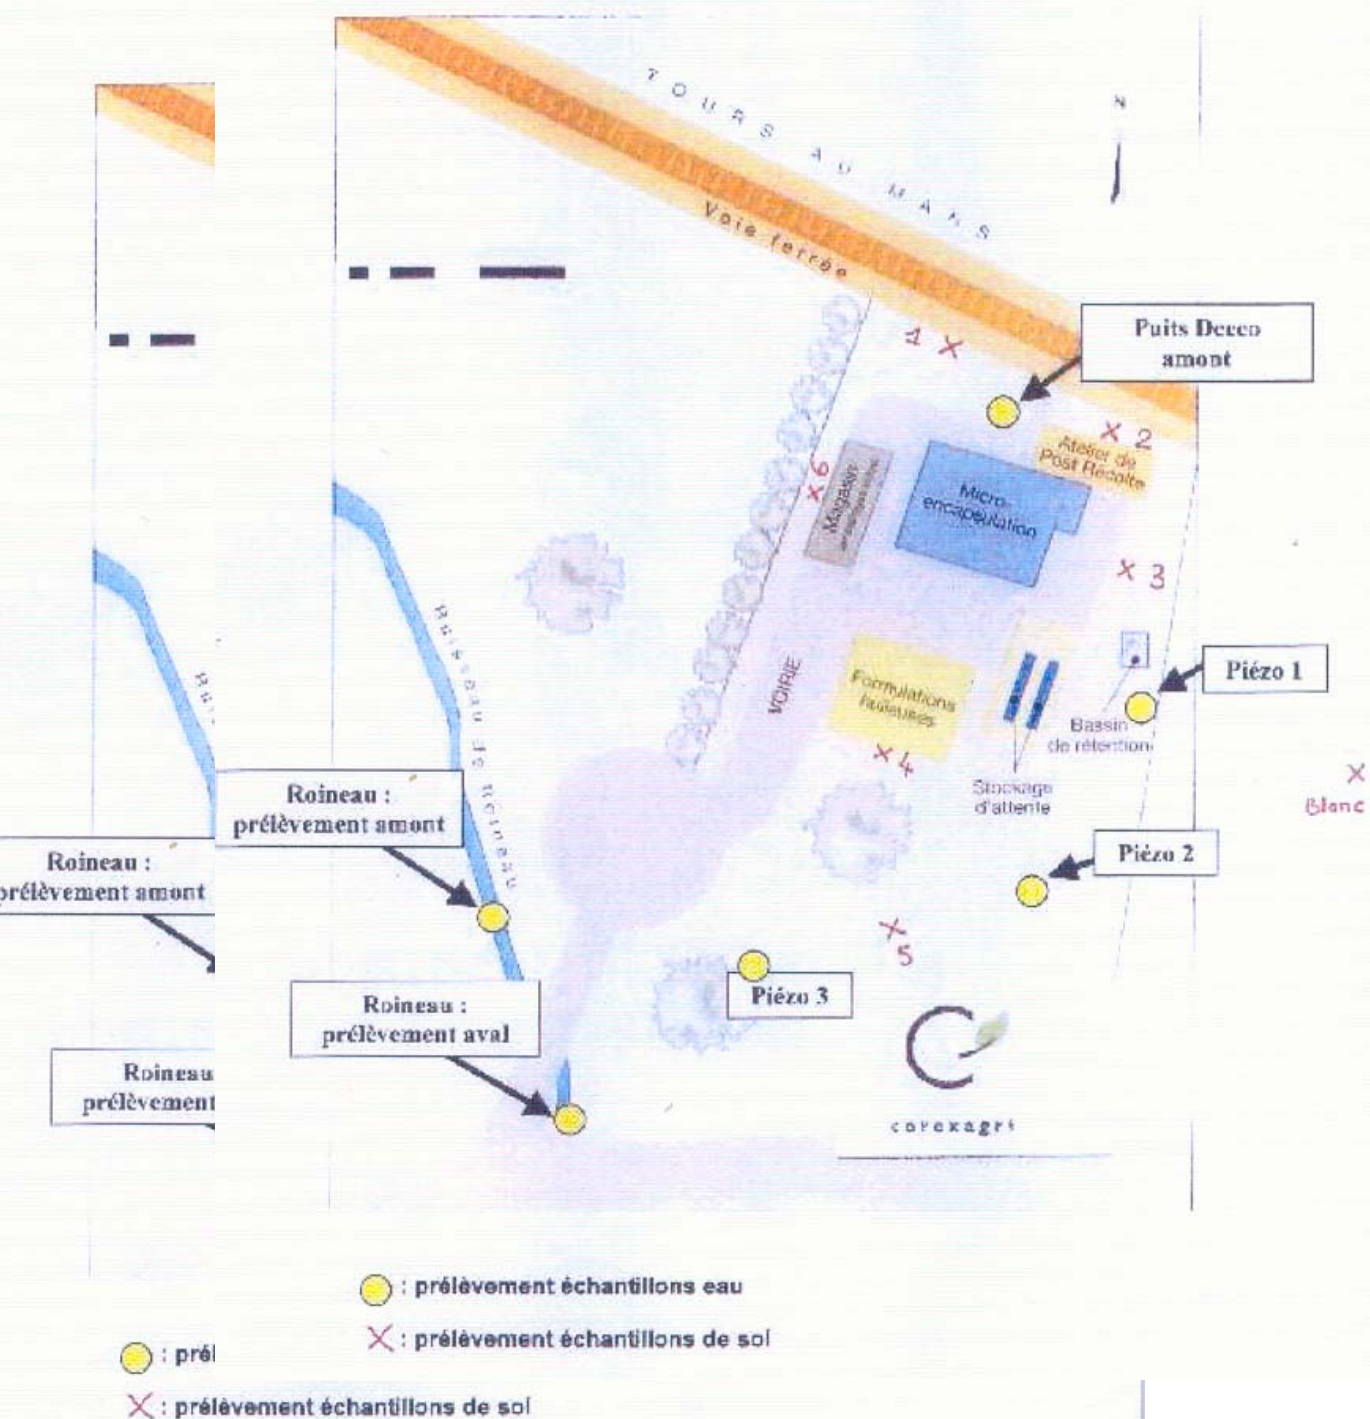 TOURS AU MANS
N
Voie ferrée
Puits Decco
amont
1 X
X 2
Atelier de
Post Récolte
X 6
Magasin
Micro-
encapsulation
X 3
Ruisseau de Roineau
VOIRIE
Formulations
huileuses
Piézo 1
Bassin
de rétention
X 4
Stockage
d'attente
X
Blanc
Roineau :
prélèvement amont
Piézo 2
Roineau :
prélèvement amont
X
5
Piézo 3
Roineau :
prélèvement aval
Roineau
prélèvement
cerexagri
: prélèvement échantillons eau
X : prélèvement échantillons de sol
: prél
X : prélèvement échantillons de sol